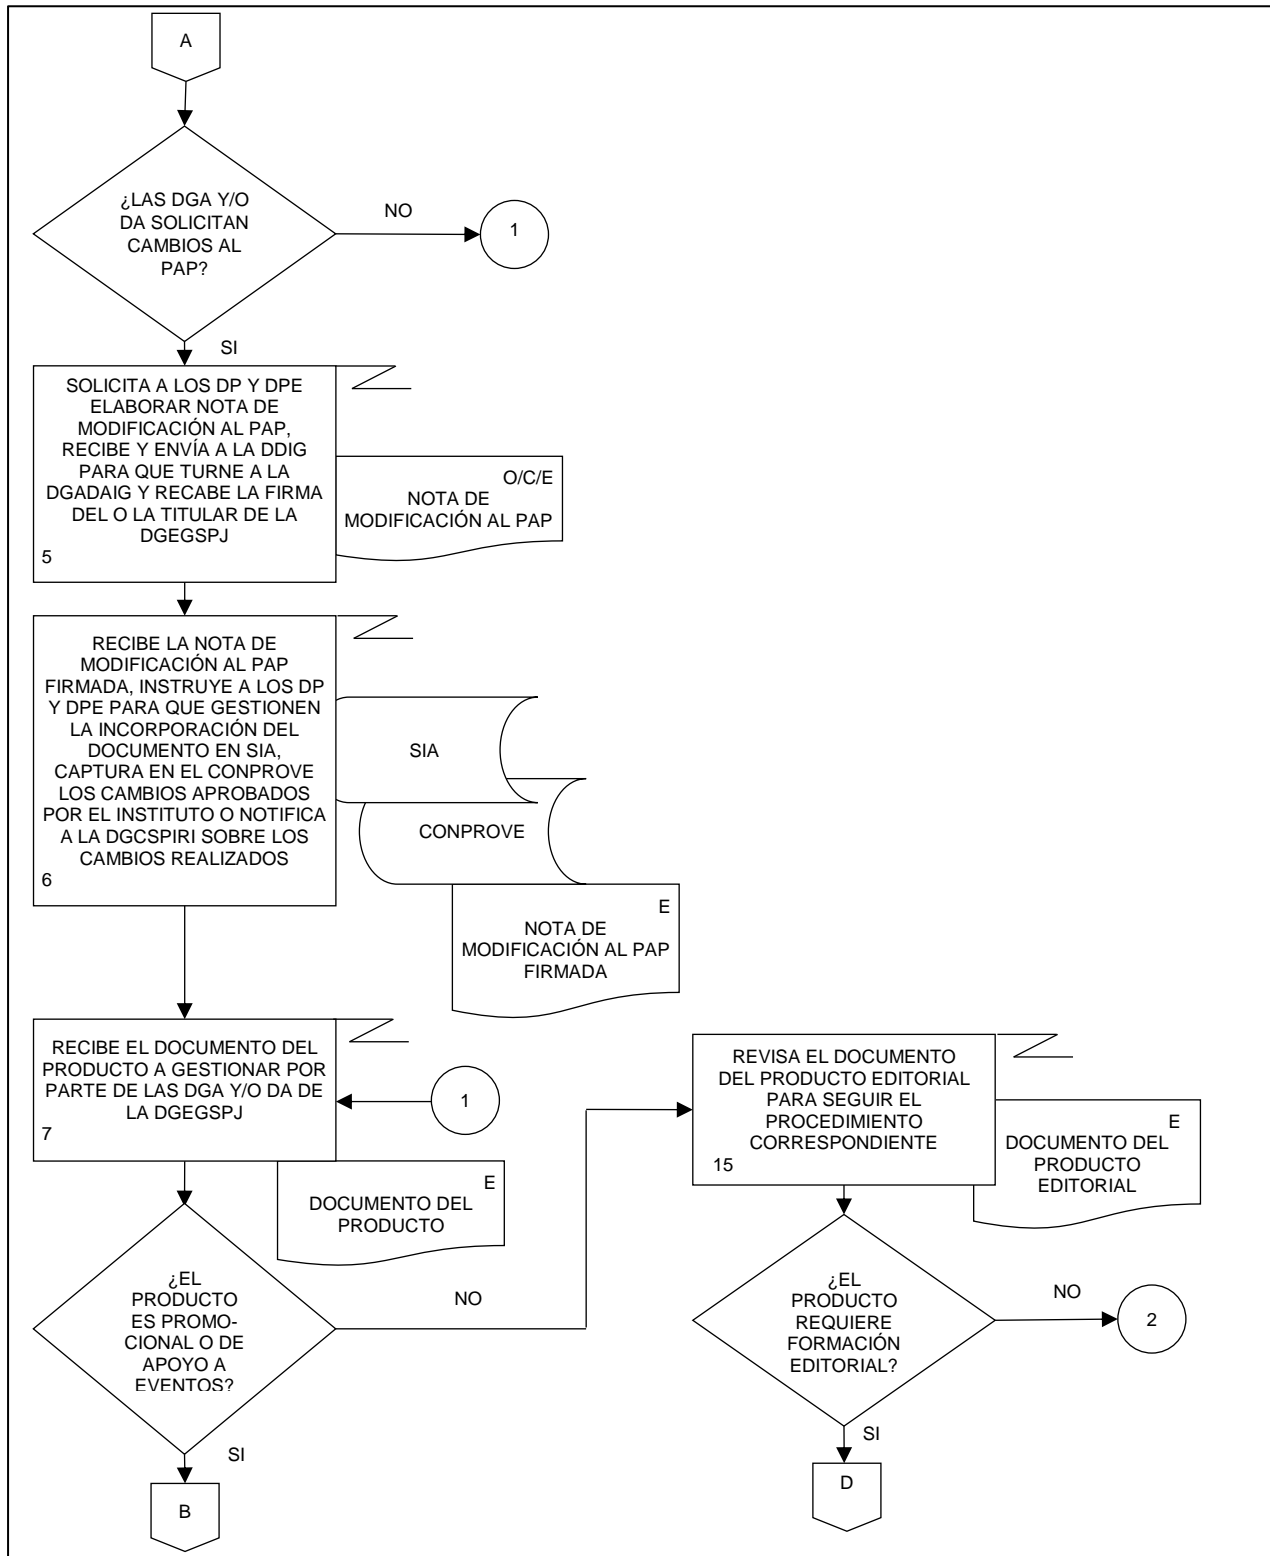 A
¿LAS DGA Y/O
DA SOLICITAN
CAMBIOS AL
PAP?
NO
1
SI
SOLICITA A LOS DP Y DPE
ELABORAR NOTA DE
MODIFICACIÓN AL PAP,
RECIBE Y ENVÍA A LA DDIG
PARA QUE TURNE A LA
DGADAIG Y RECABE LA FIRMA
DEL O LA TITULAR DE LA
DGEGSPJ
5
O/C/E
NOTA DE
MODIFICACIÓN AL PAP
RECIBE LA NOTA DE
MODIFICACIÓN AL PAP
FIRMADA, INSTRUYE A LOS DP
Y DPE PARA QUE GESTIONEN
LA INCORPORACIÓN DEL
DOCUMENTO EN SIA,
CAPTURA EN EL CONPROVE
LOS CAMBIOS APROBADOS
POR EL INSTITUTO O NOTIFICA
A LA DGCSPIRI SOBRE LOS
CAMBIOS REALIZADOS
6
SIA
CONPROVE
E
NOTA DE
MODIFICACIÓN AL PAP
FIRMADA
RECIBE EL DOCUMENTO DEL
PRODUCTO A GESTIONAR POR
PARTE DE LAS DGA Y/O DA DE
LA DGEGSPJ
7
1
E
DOCUMENTO DEL
PRODUCTO
¿EL
PRODUCTO
ES PROMO-
CIONAL O DE
APOYO A
EVENTOS?
NO
SI
B
REVISA EL DOCUMENTO
DEL PRODUCTO EDITORIAL
PARA SEGUIR EL
PROCEDIMIENTO
CORRESPONDIENTE
15
E
DOCUMENTO DEL
PRODUCTO
EDITORIAL
¿EL
PRODUCTO
REQUIERE
FORMACIÓN
EDITORIAL?
NO
2
SI
D